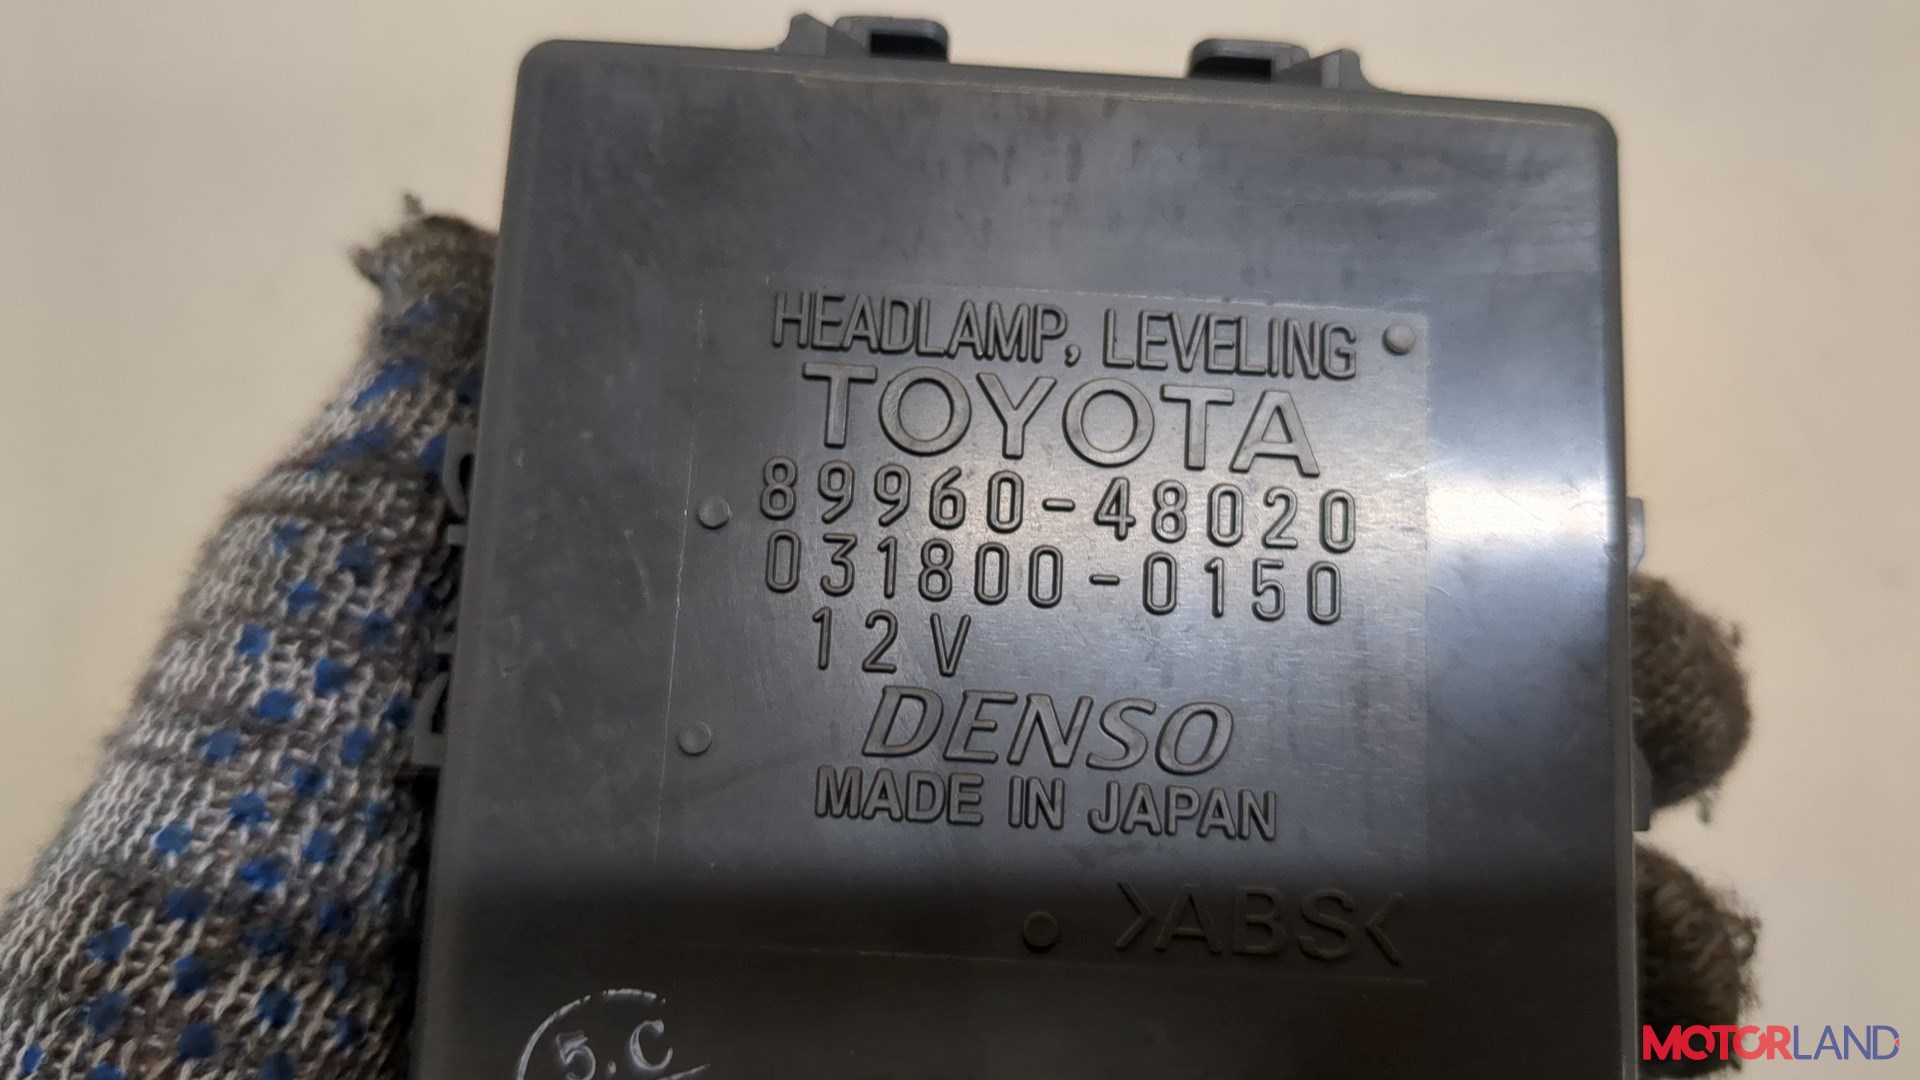 HEADLAMP, LEVELING
TOYOTA
89960-48020
031800-0150
12V
DENSO
MADE IN JAPAN
>ABS<
5.C
MOTORLAND